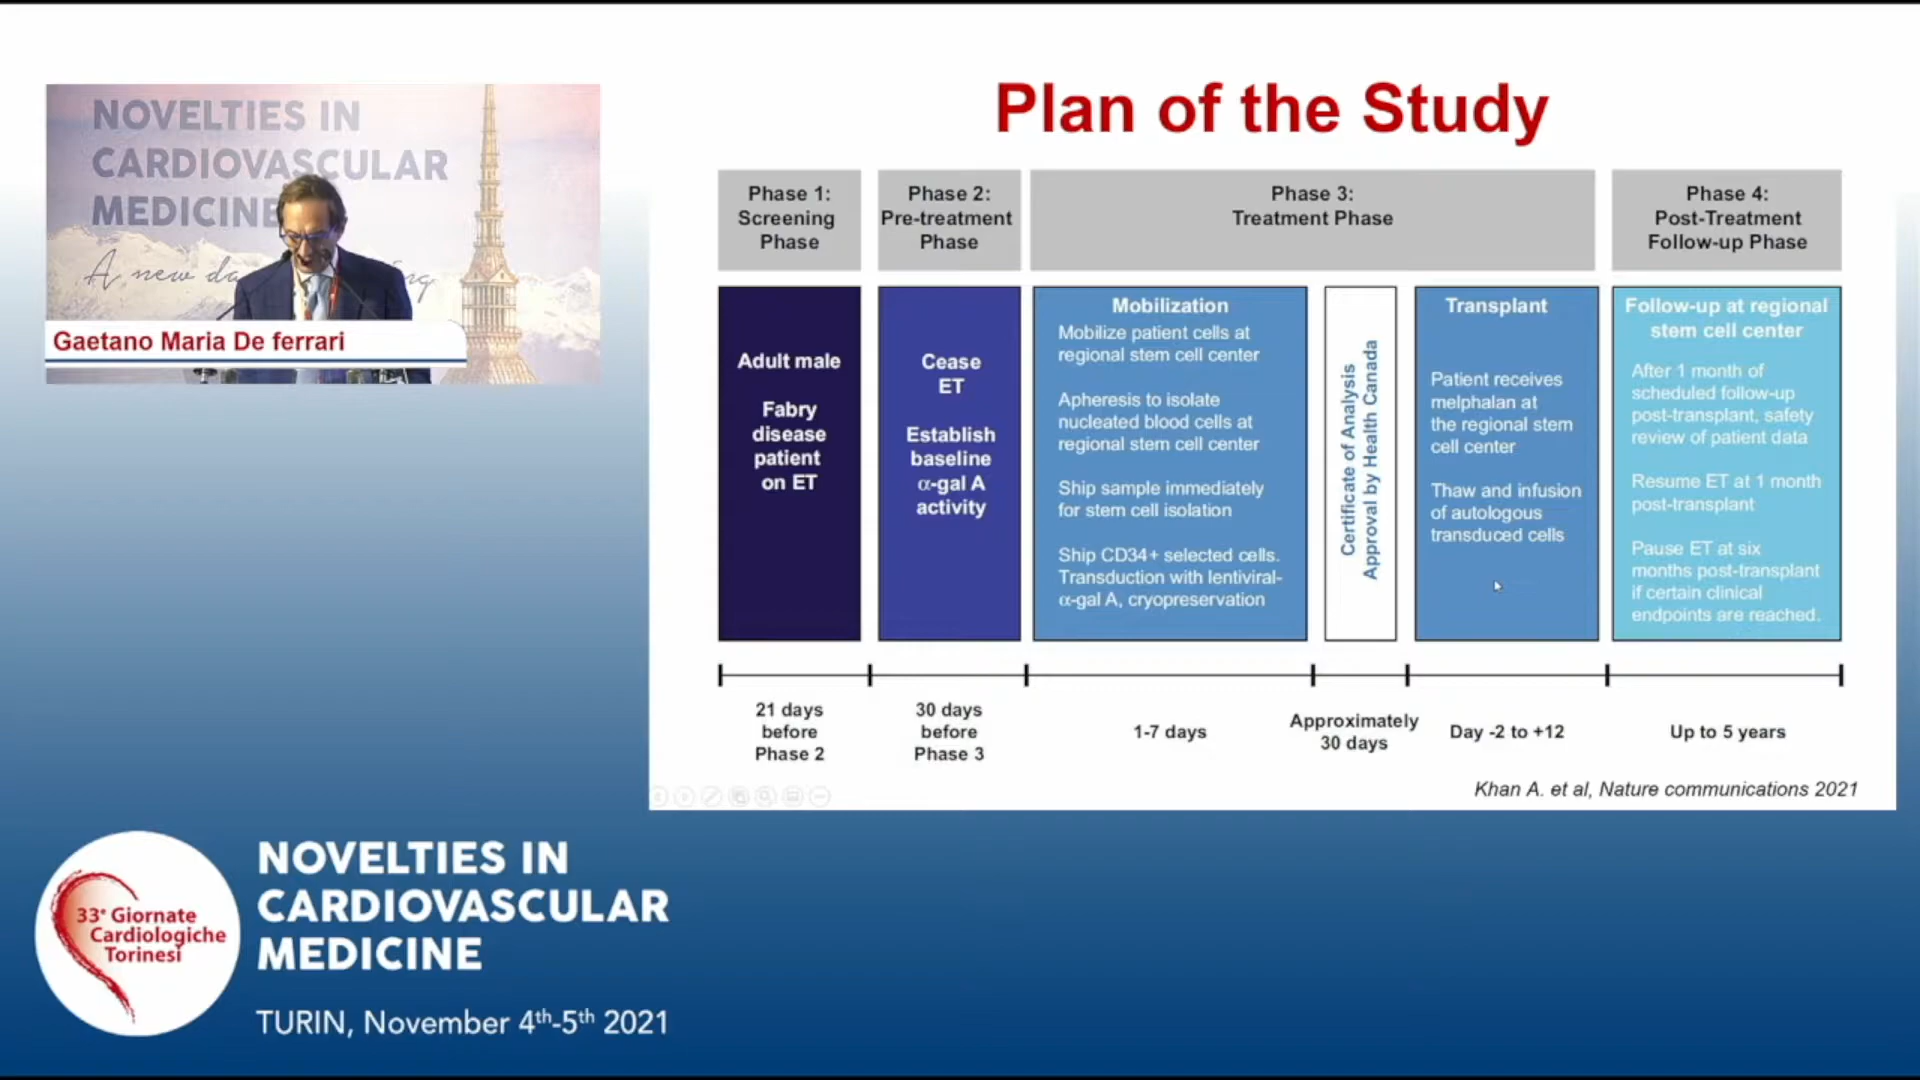 NOVELTIES IN
CARDIOVASCULAR
MEDICINE
A new da
ng
Gaetano Maria De ferrari
Plan of the Study
Phase 1:
Screening
Phase
Phase 2:
Pre-treatment
Phase
Phase 3:
Treatment Phase
Phase 4:
Post-Treatment
Follow-up Phase
Adult male
Fabry
disease
patient
on ET
Cease
ET
Establish
baseline
α-gal A
activity
Mobilization
Mobilize patient cells at
regional stem cell center
Apheresis to isolate
nucleated blood cells at
regional stem cell center
Ship sample immediately
for stem cell isolation
Ship CD34+ selected cells.
Transduction with lentiviral-
α-gal A, cryopreservation
Certificate of Analysis
Approval by Health Canada
Transplant
Patient receives
melphalan at
the regional stem
cell center
Thaw and infusion
of autologous
transduced cells
Follow-up at regional
stem cell center
After 1 month of
scheduled follow-up
post-transplant, safety
review of patient data
Resume ET at 1 month
post-transplant
Pause ET at six
months post-transplant
if certain clinical
endpoints are reached.
21 days
before
Phase 2
30 days
before
Phase 3
1-7 days
Approximately
30 days
Day -2 to +12
Up to 5 years
Khan A. et al, Nature communications 2021
33° Giornate
Cardiologiche
Torinesi
NOVELTIES IN
CARDIOVASCULAR
MEDICINE
TURIN, November 4th-5th 2021